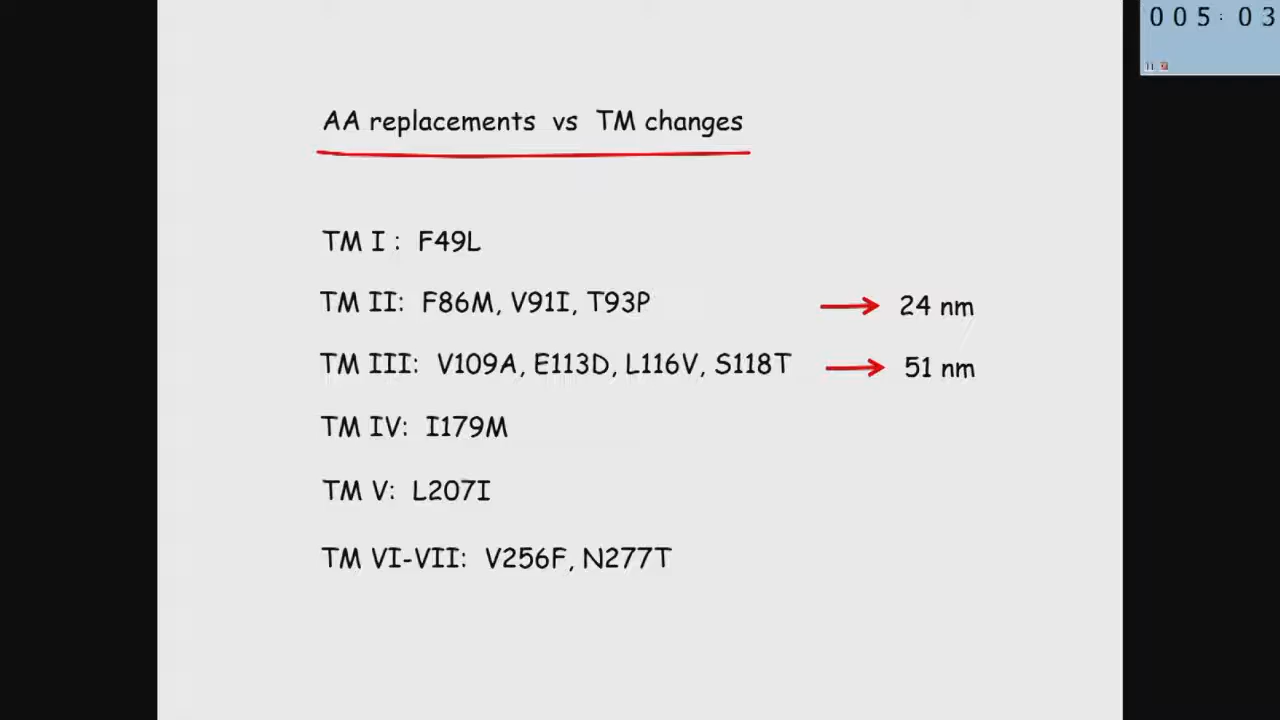 005:03
AA replacements vs TM changes
TM I : F49L
TM II: F86M, V91I, T93P → 24 nm
TM III: V109A, E113D, L116V, S118T → 51 nm
TM IV: I179M
TM V: L207I
TM VI-VII: V256F, N277T